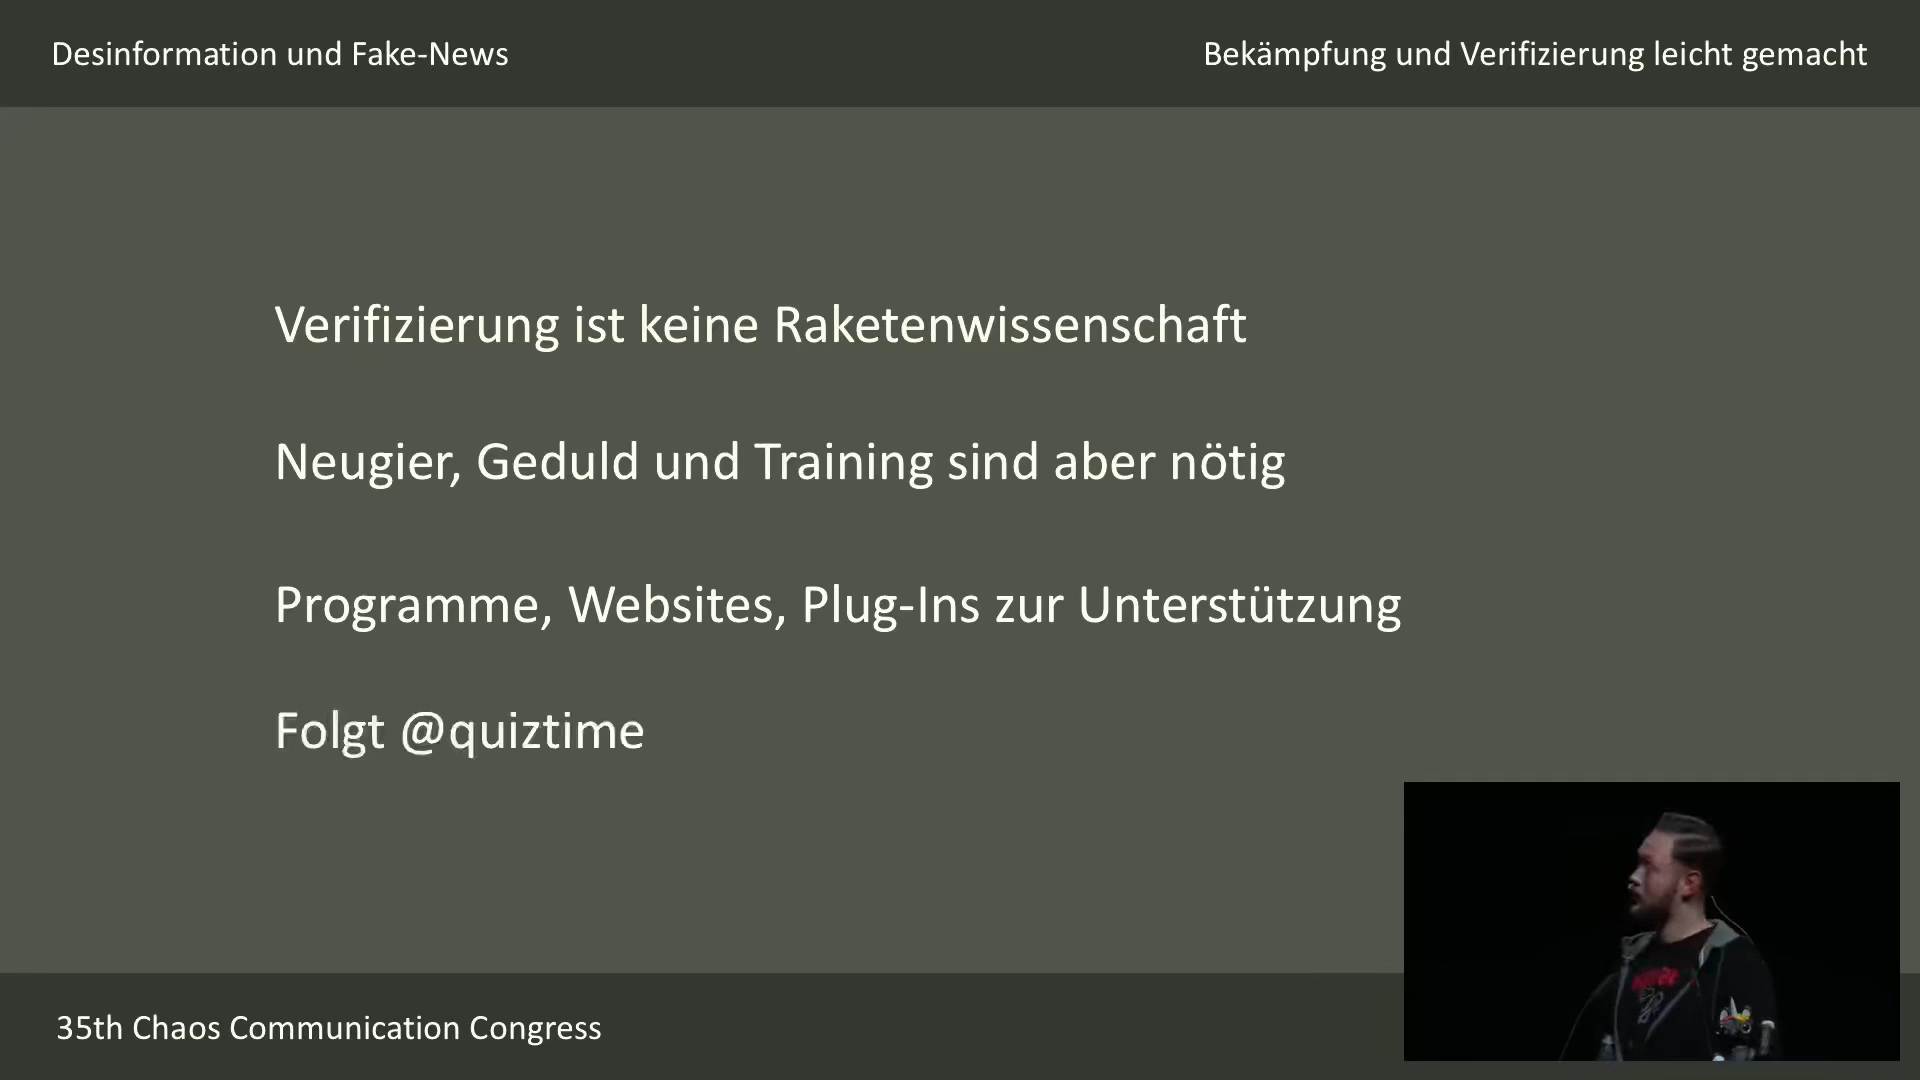 Desinformation und Fake-News
Bekämpfung und Verifizierung leicht gemacht
Verifizierung ist keine Raketenwissenschaft
Neugier, Geduld und Training sind aber nötig
Programme, Websites, Plug-Ins zur Unterstützung
Folgt @quiztime
35th Chaos Communication Congress